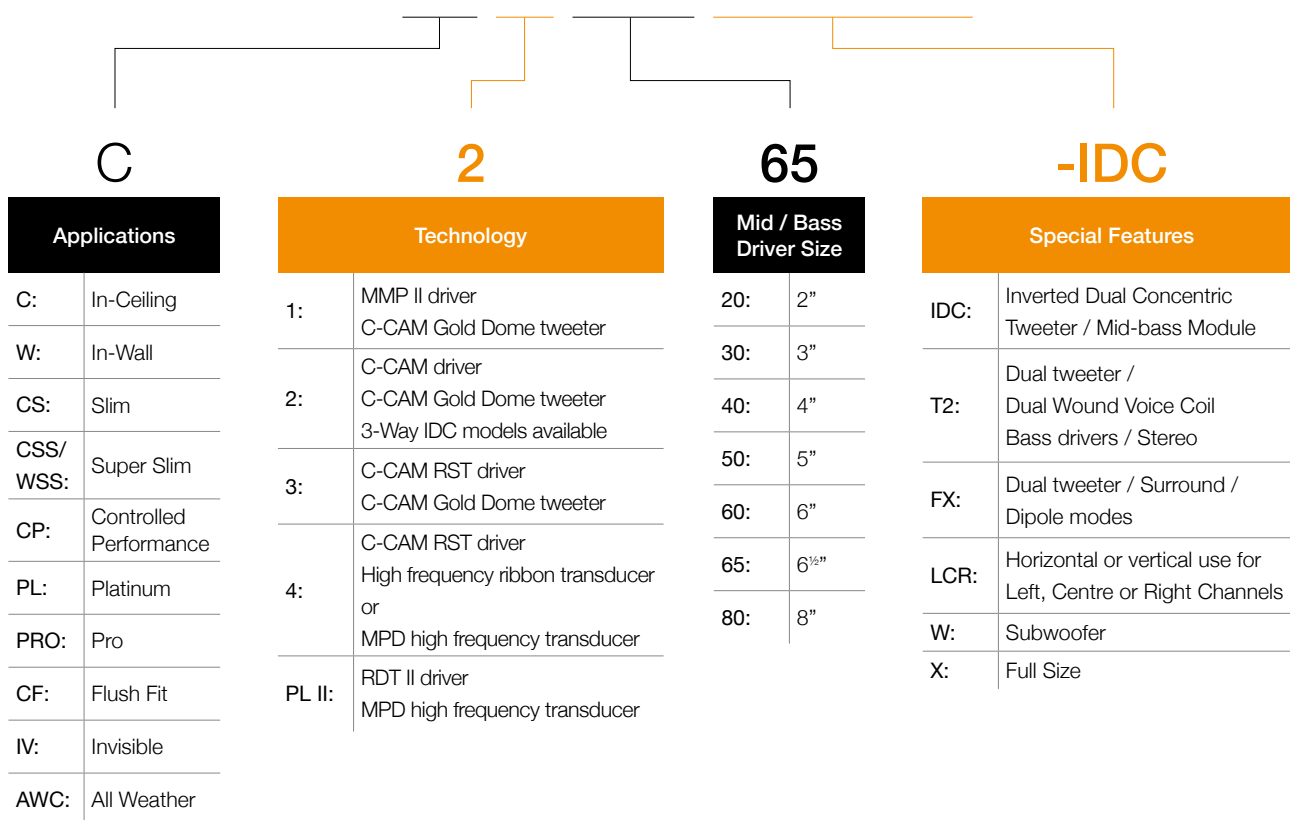 C
2
65
-IDC
Applications
C: In-Ceiling
W: In-Wall
CS: Slim
CSS/
WSS: Super Slim
CP: Controlled
Performance
PL: Platinum
PRO: Pro
CF: Flush Fit
IV: Invisible
AWC: All Weather
Technology
1: MMP II driver
C-CAM Gold Dome tweeter
2: C-CAM driver
C-CAM Gold Dome tweeter
3-Way IDC models available
3: C-CAM RST driver
C-CAM Gold Dome tweeter
4: C-CAM RST driver
High frequency ribbon transducer
or
MPD high frequency transducer
PL II: RDT II driver
MPD high frequency transducer
Mid / Bass
Driver Size
20: 2”
30: 3”
40: 4”
50: 5”
60: 6”
65: 6½”
80: 8”
Special Features
IDC: Inverted Dual Concentric
Tweeter / Mid-bass Module
T2: Dual tweeter /
Dual Wound Voice Coil
Bass drivers / Stereo
FX: Dual tweeter / Surround /
Dipole modes
LCR: Horizontal or vertical use for
Left, Centre or Right Channels
W: Subwoofer
X: Full Size